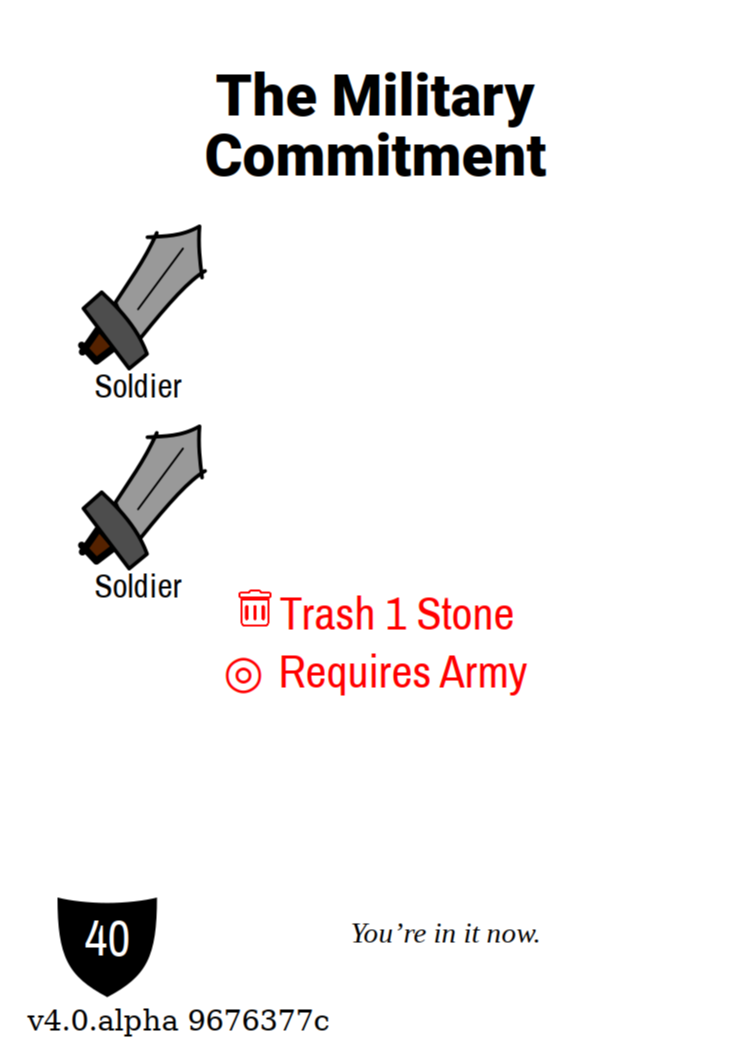 The Military
Commitment
Soldier
Soldier
Trash 1 Stone
Requires Army
40
You’re in it now.
v4.0.alpha 9676377c